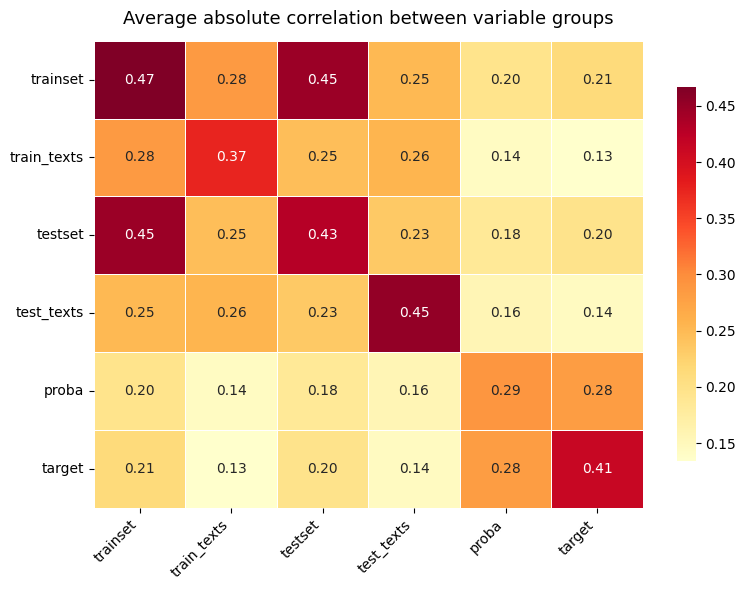 Average absolute correlation between variable groups
trainset 0.47 0.28 0.45 0.25 0.20 0.21
train_texts 0.28 0.37 0.25 0.26 0.14 0.13
testset 0.45 0.25 0.43 0.23 0.18 0.20
test_texts 0.25 0.26 0.23 0.45 0.16 0.14
proba 0.20 0.14 0.18 0.16 0.29 0.28
target 0.21 0.13 0.20 0.14 0.28 0.41
trainset train_texts testset test_texts proba target
0.45
0.40
0.35
0.30
0.25
0.20
0.15